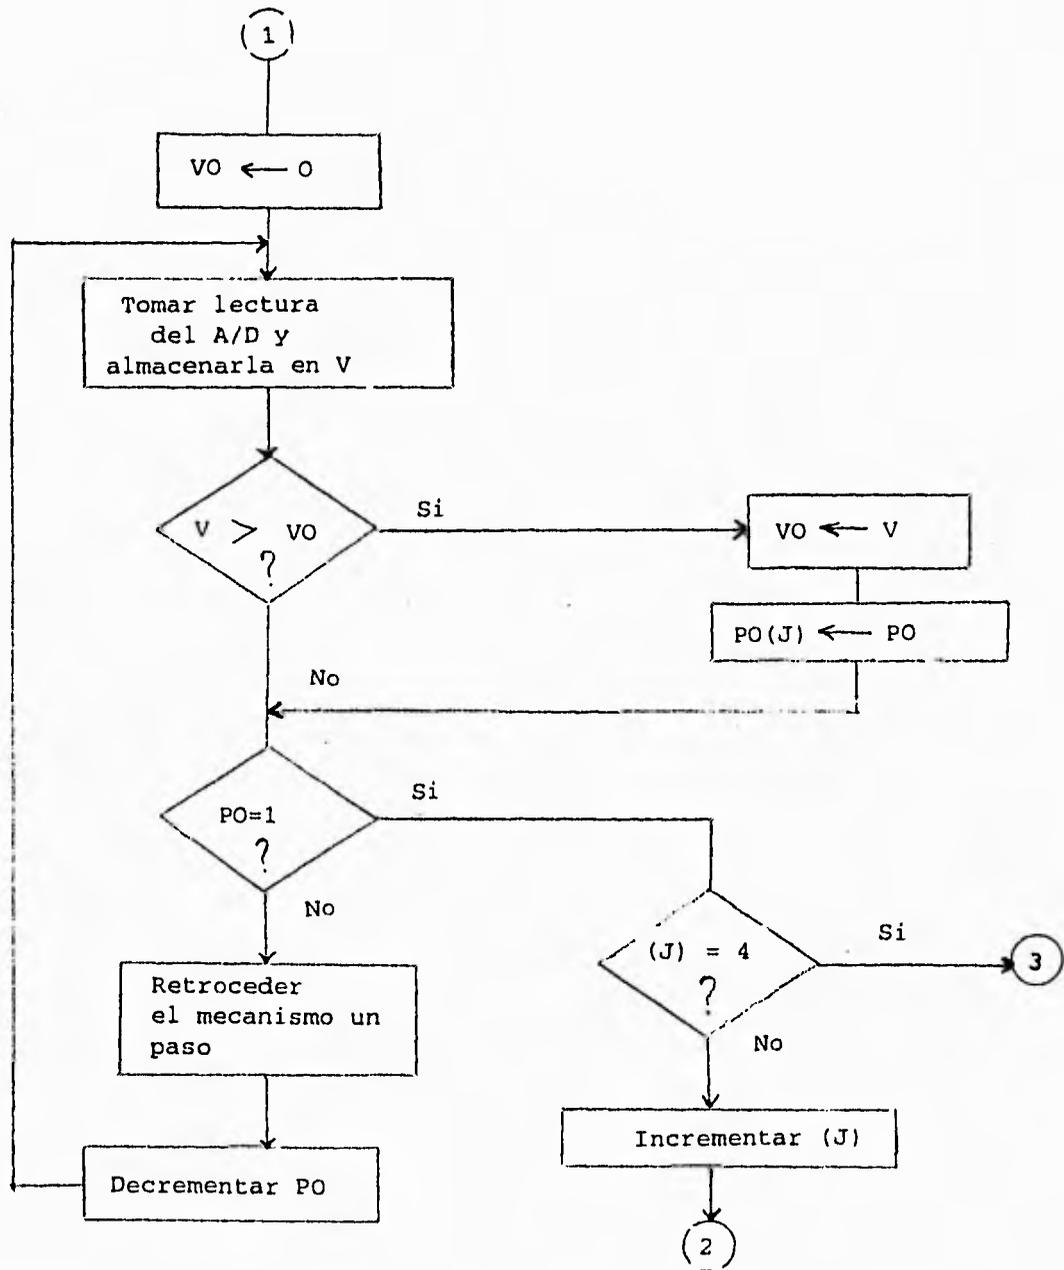 1
VO ← O
Tomar lectura
del A/D y
almacenarla en V
V > VO
?
Si
VO ← V
PO(J) ← PO
No
PO=1
?
Si
No
(J) = 4
?
Si
3
No
Retroceder
el mecanismo un
paso
Incrementar (J)
Decrementar PO
2